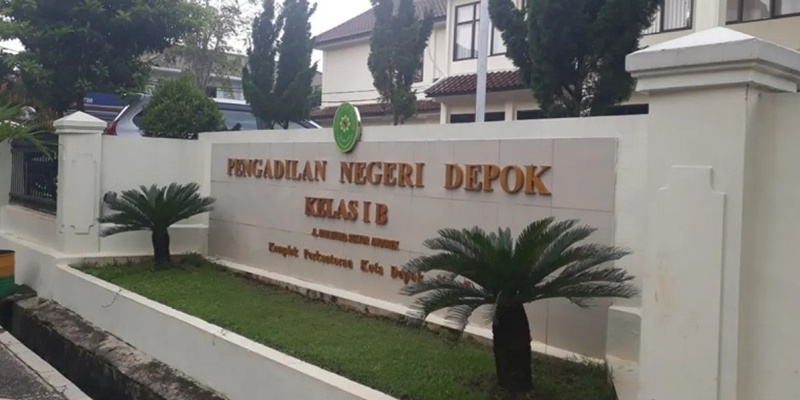 PENGADILAN NEGERI DEPOK
KELAS I B
Komplek Perkantoran Kota Depok